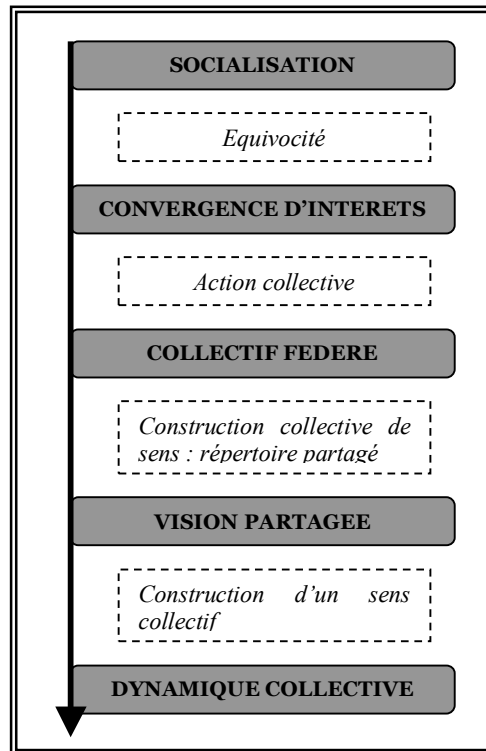 SOCIALISATION
Equivocité
CONVERGENCE D’INTERETS
Action collective
COLLECTIF FEDERE
Construction collective de
sens : répertoire partagé
VISION PARTAGEE
Construction d’un sens
collectif
DYNAMIQUE COLLECTIVE